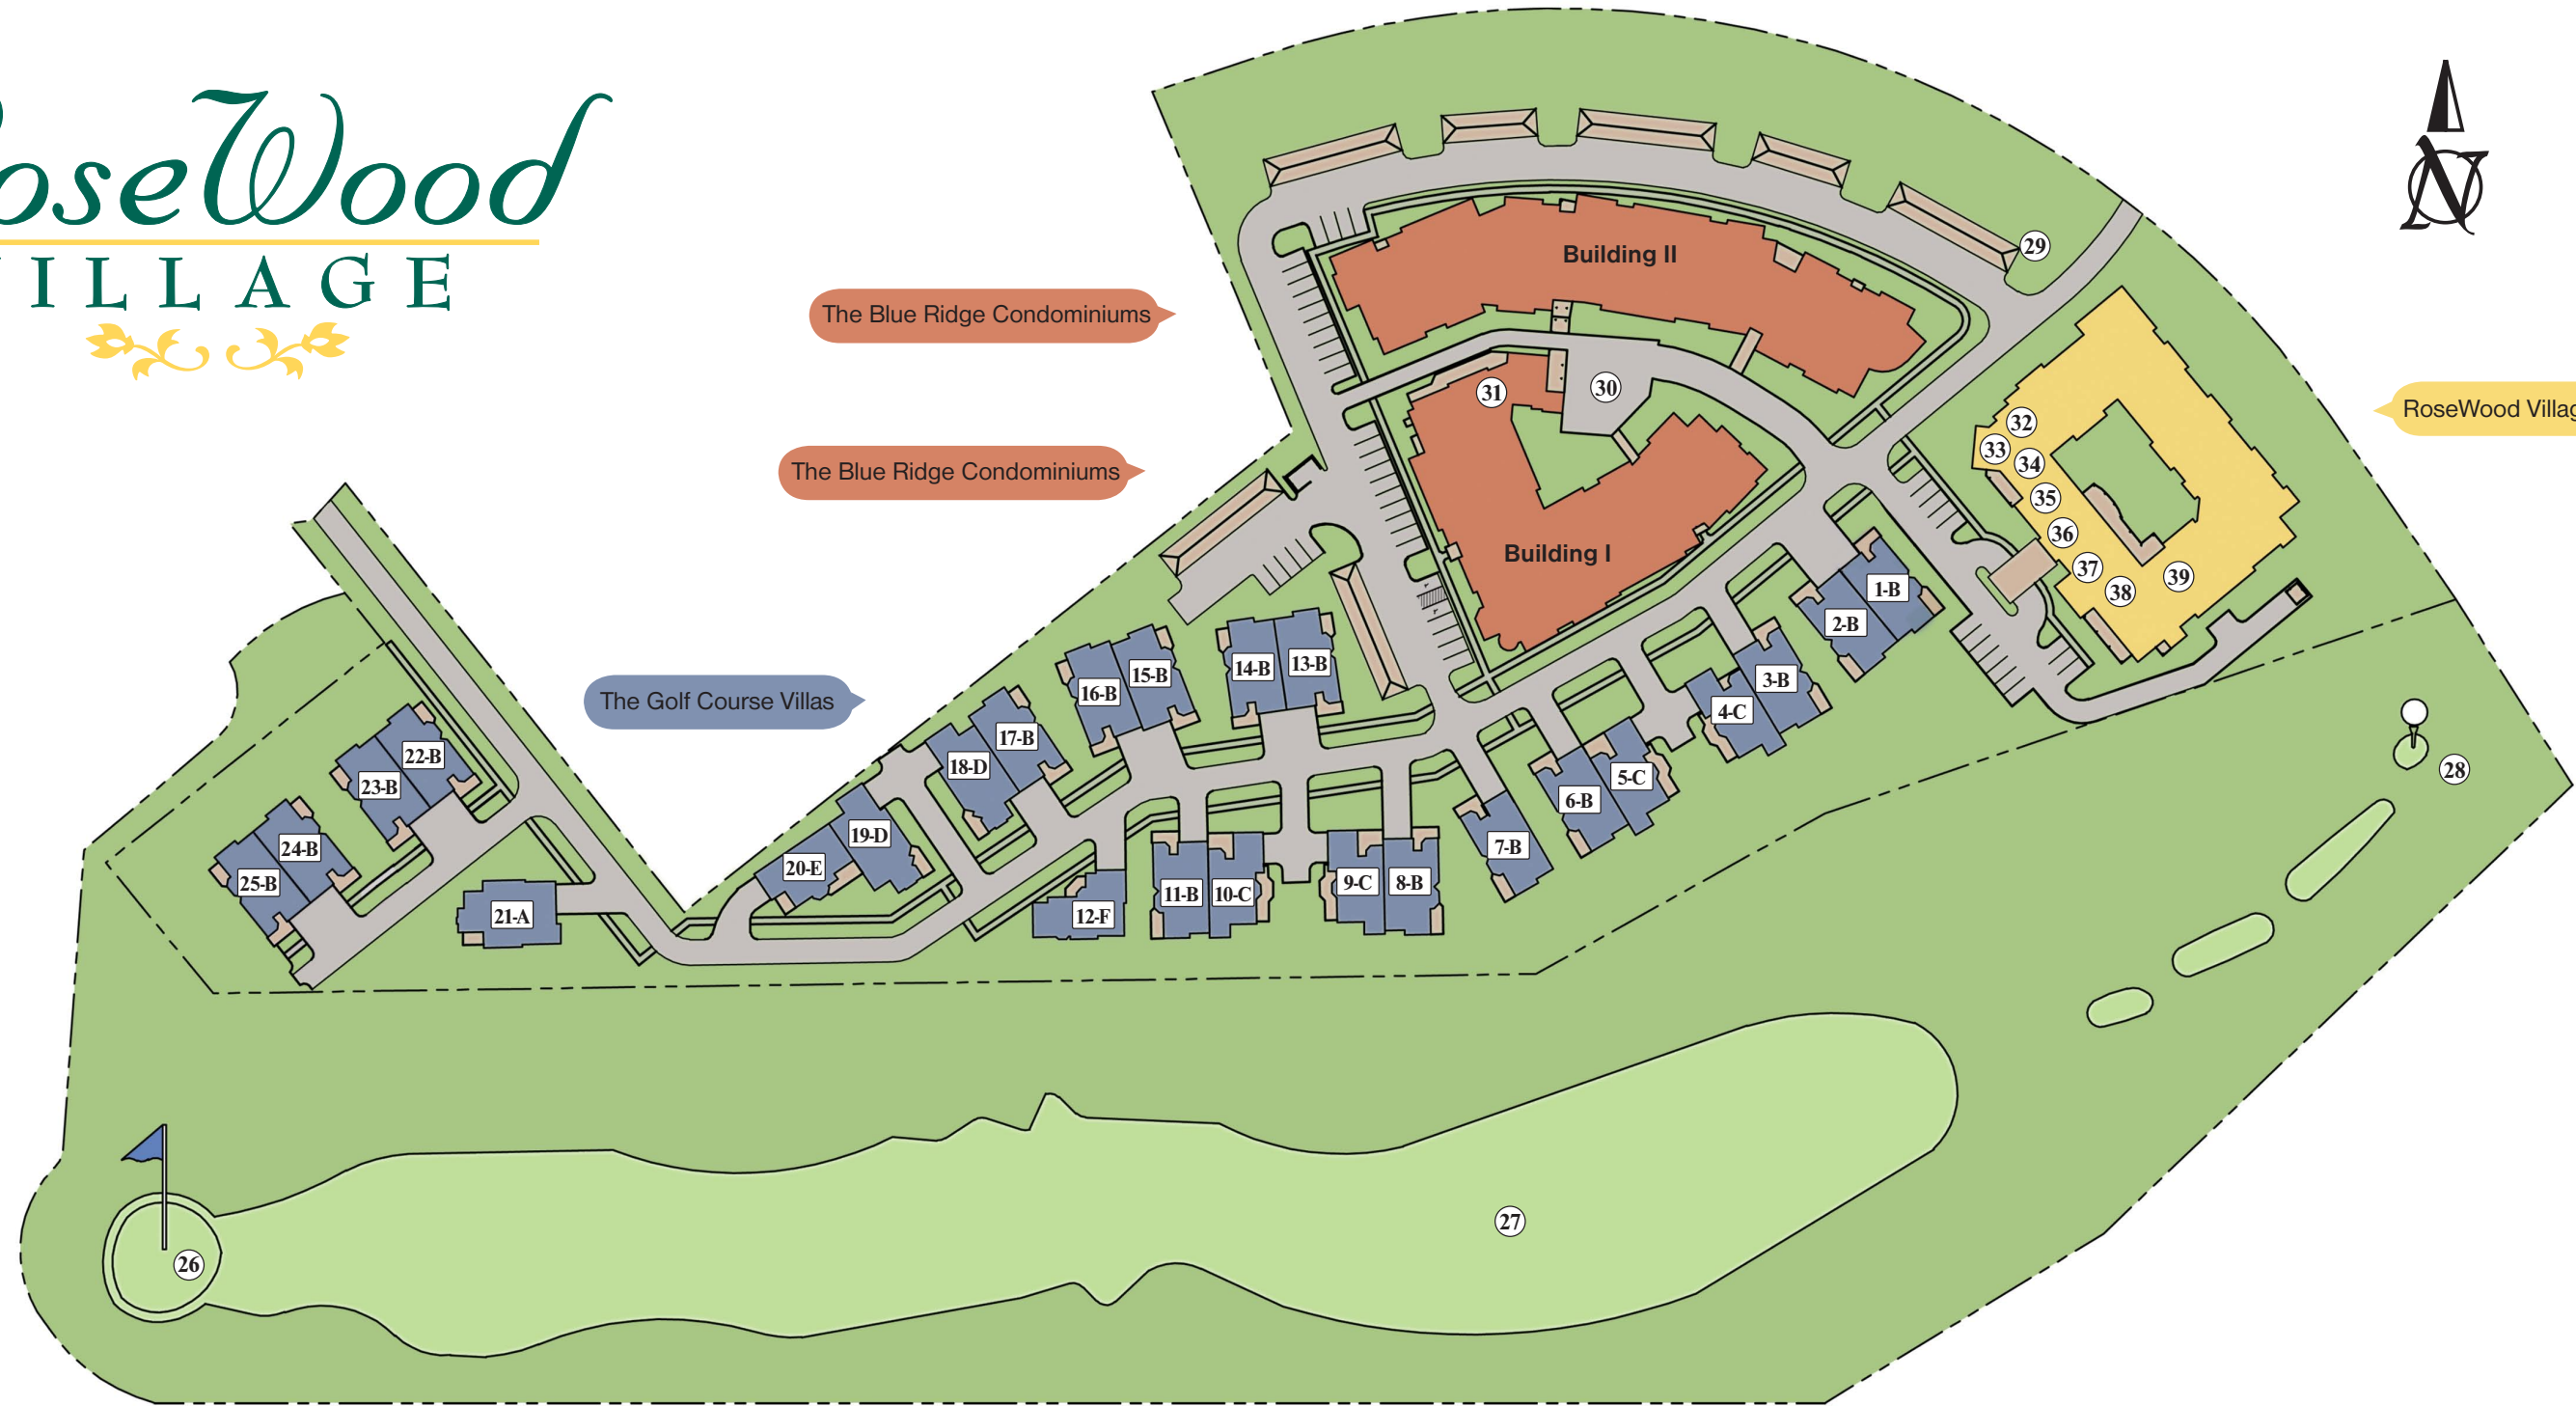 oseWood
ILLAGE
N
Building II
29
The Blue Ridge Condominiums
31
30
RoseWood Villag
32
33
34
The Blue Ridge Condominiums
35
36
Building I
37
38
39
1-B
2-B
14-B
13-B
15-B
16-B
3-B
4-C
The Golf Course Villas
17-B
18-D
22-B
23-B
28
5-C
6-B
19-D
7-B
24-B
20-E
25-B
9-C
8-B
11-B
10-C
21-A
12-F
27
26